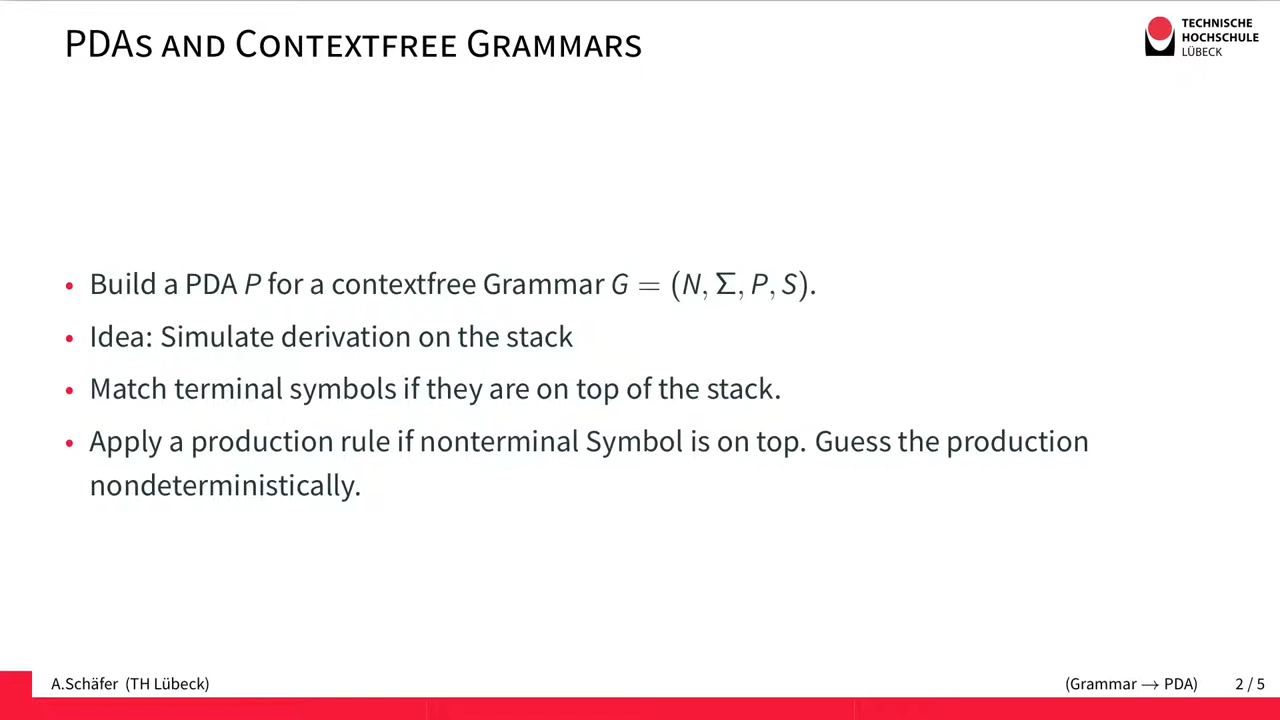 PDAs and Contextfree Grammars
TECHNISCHE
HOCHSCHULE
LÜBECK
• Build a PDA P for a contextfree Grammar G = (N, Σ, P, S).
• Idea: Simulate derivation on the stack
• Match terminal symbols if they are on top of the stack.
• Apply a production rule if nonterminal Symbol is on top. Guess the production
nondeterministically.
A.Schäfer (TH Lübeck)
(Grammar → PDA)
2 / 5